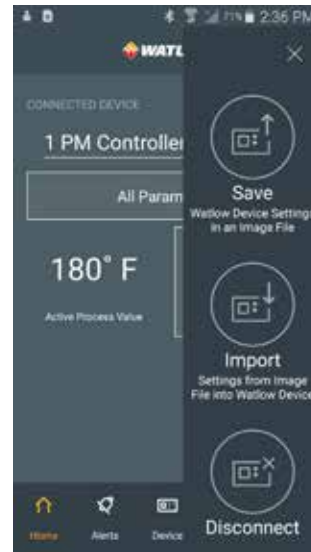 71% 2:36 PM
WATL
CONNECTED DEVICE
1 PM Controller
All Param
180° F
Active Process Value
Home
Alerts
Device
Save
Watlow Device Settings
in an Image File
Import
Settings from Image
File into Watlow Device
Disconnect